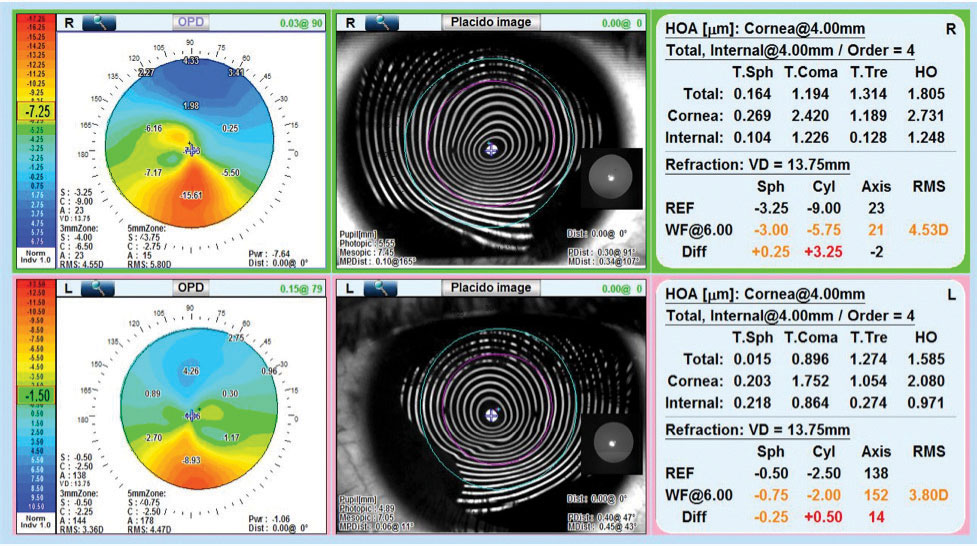 R OPD 0.03@ 90
-7.25
90
120 60
150 30
180 0
2.27 4.33 3.41
1.98
6.16 0.25
-7.17 -5.50
-15.61
S : -3.25
C : -9.00
A : 23
VD : 13.75
3mmZone: 5mmZone:
S : -4.00 S : -3.75
C : -6.50 C : -2.75
A : 23 A : 15
RMS: 4.55D RMS: 5.80D
Pwr : -7.64
Dist : 0.00@ 0°
Norm
Indv 1.0
R Placido image 0.00@ 0
Pupil[mm]
Photopic : 5.55
Mesopic : 7.45
MPDist : 0.10@165°
Dist : 0.00@ 0°
PDist : 0.30@ 91°
MDist : 0.34@107°
HOA [μm]: Cornea@4.00mm R
Total, Internal@4.00mm / Order = 4
T.Sph T.Coma T.Tre HO
Total: 0.164 1.194 1.314 1.805
Cornea: 0.269 2.420 1.189 2.731
Internal: 0.104 1.226 0.128 1.248
Refraction: VD = 13.75mm
Sph Cyl Axis RMS
REF -3.25 -9.00 23
WF@6.00 -3.00 -5.75 21 4.53D
Diff +0.25 +3.25 -2
L OPD 0.15@ 79
-1.50
90
120 60
150 30
180 0
2.75
4.26 0.96
0.89 0.30
-2.70 -1.17
-8.93
S : -0.50
C : -2.50
A : 138
VD : 13.75
3mmZone: 5mmZone:
S : -0.50 S : -0.75
C : -2.25 C : -2.50
A : 144 A : 178
RMS: 3.36D RMS: 4.47D
Pwr : -1.06
Dist : 0.00@ 0°
Norm
Indv 1.0
L Placido image 0.00@ 0
Pupil[mm]
Photopic : 4.89
Mesopic : 7.05
MPDist : 0.06@ 11°
Dist : 0.00@ 0°
PDist : 0.40@ 47°
MDist : 0.45@ 43°
HOA [μm]: Cornea@4.00mm L
Total, Internal@4.00mm / Order = 4
T.Sph T.Coma T.Tre HO
Total: 0.015 0.896 1.274 1.585
Cornea: 0.203 1.752 1.054 2.080
Internal: 0.218 0.864 0.274 0.971
Refraction: VD = 13.75mm
Sph Cyl Axis RMS
REF -0.50 -2.50 138
WF@6.00 -0.75 -2.00 152 3.80D
Diff -0.25 +0.50 14